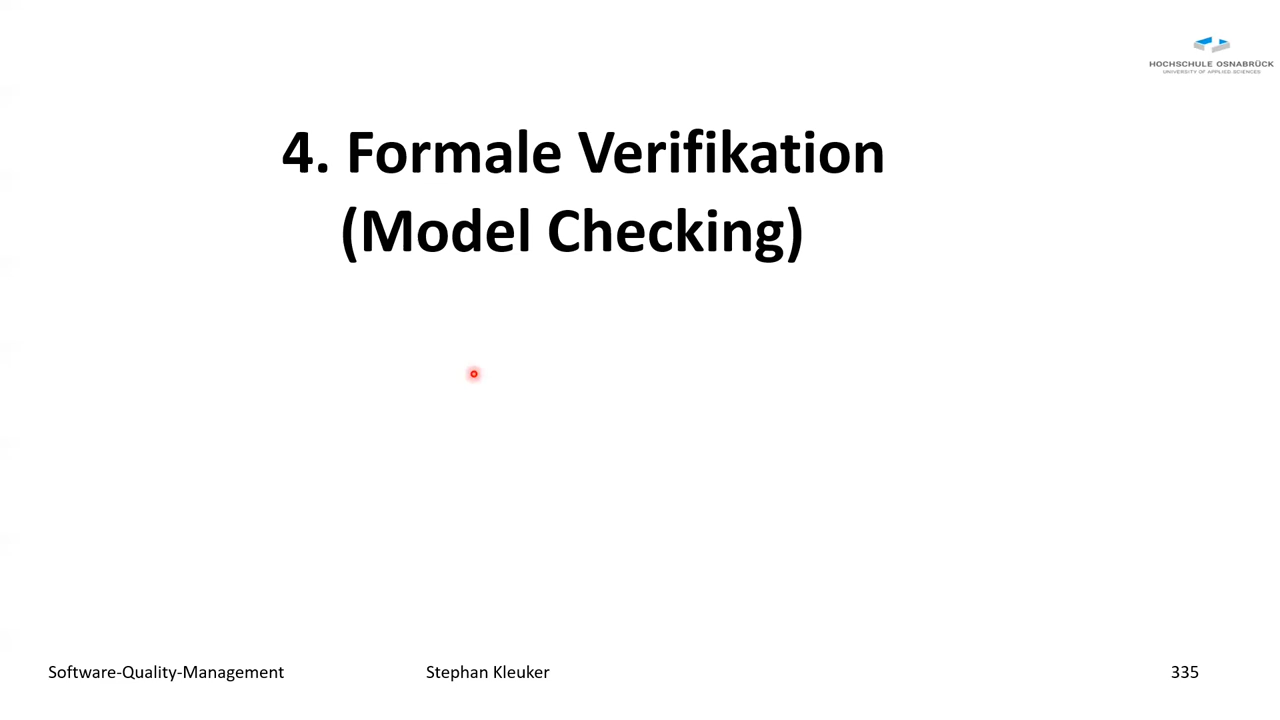 HOCHSCHULE OSNABRÜCK
UNIVERSITY OF APPLIED SCIENCES
4. Formale Verifikation
(Model Checking)
Software-Quality-Management
Stephan Kleuker
335